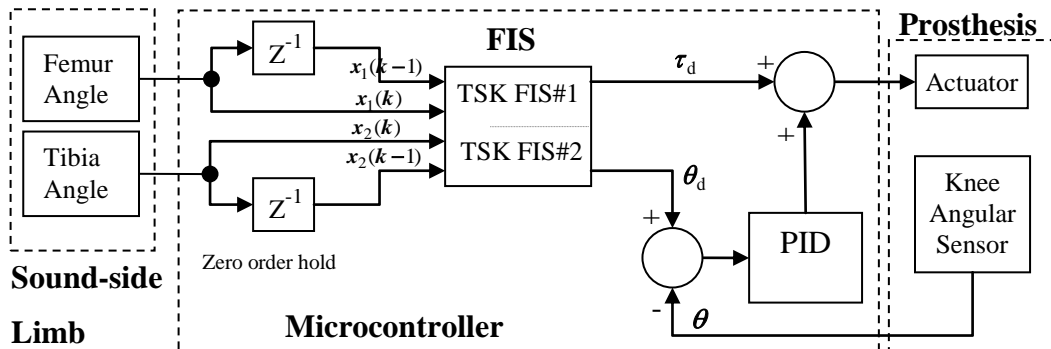 Femur
Angle
Tibia
Angle
Sound-side
Limb
Z⁻¹
Z⁻¹
Zero order hold
x₁(k−1)
x₁(k)
x₂(k)
x₂(k−1)
FIS
TSK FIS#1
TSK FIS#2
τd
θd
+
-
θ
PID
+
+
Microcontroller
Prosthesis
Actuator
Knee
Angular
Sensor